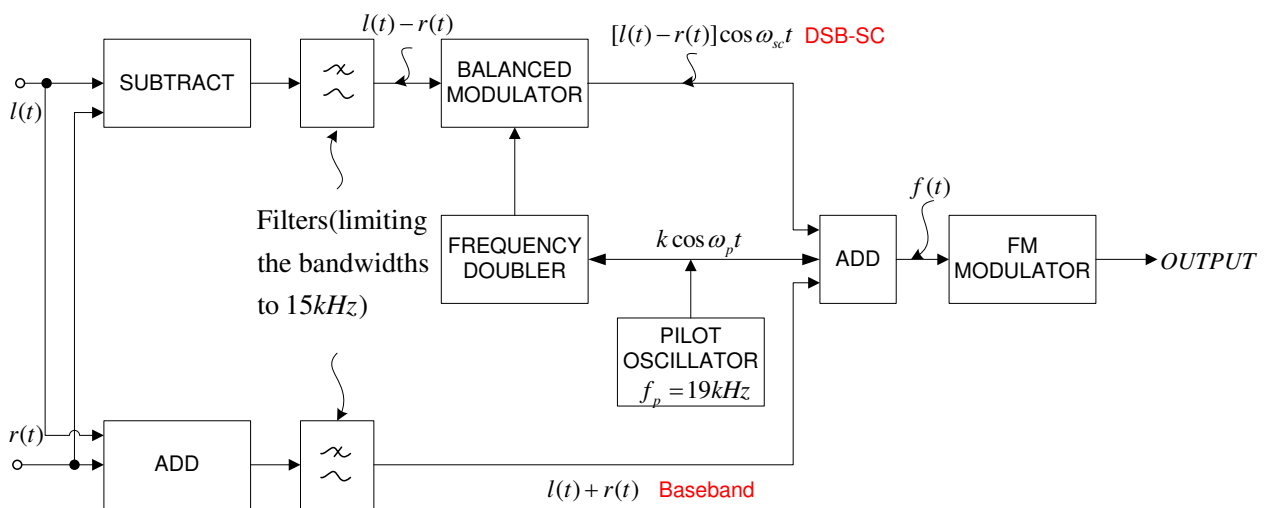 l(t) − r(t)
[l(t) − r(t)] cos ω_sc t DSB-SC
SUBTRACT
BALANCED
MODULATOR
l(t)
Filters(limiting
the bandwidths
to 15kHz)
FREQUENCY
DOUBLER
k cos ω_p t
ADD
f(t)
FM
MODULATOR
OUTPUT
PILOT
OSCILLATOR
f_p = 19kHz
r(t)
ADD
l(t) + r(t) Baseband